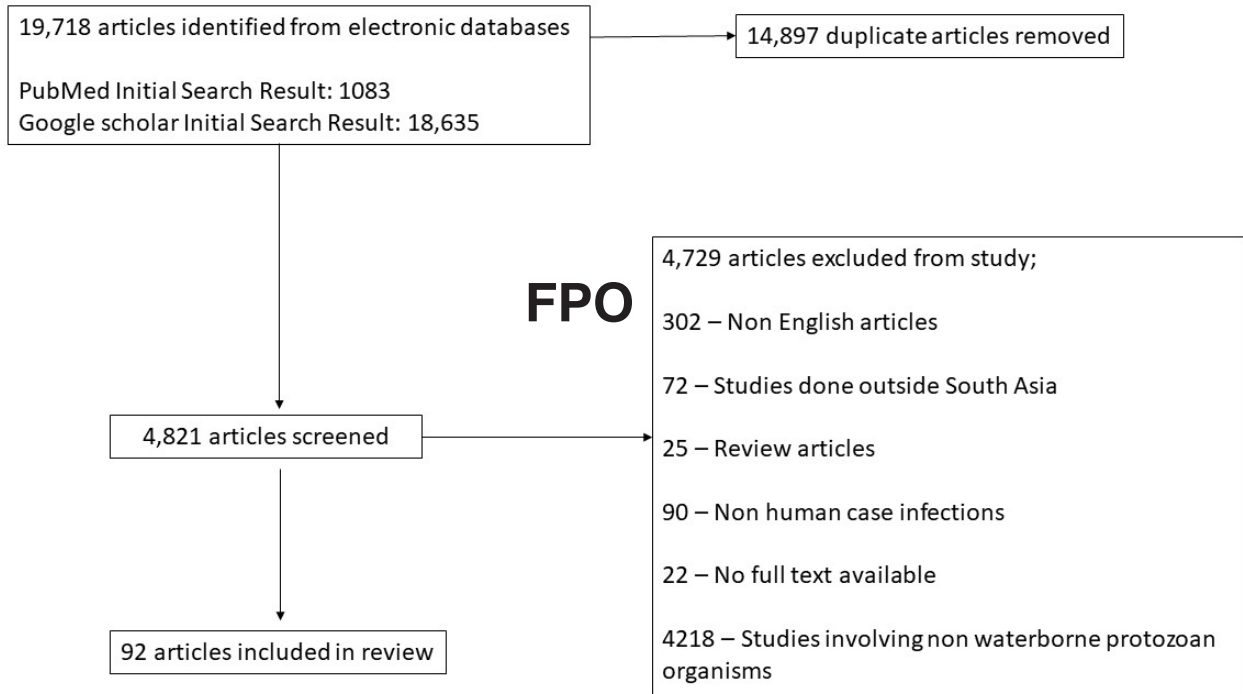 19,718 articles identified from electronic databases
PubMed Initial Search Result: 1083
Google scholar Initial Search Result: 18,635
14,897 duplicate articles removed
FPO
4,821 articles screened
4,729 articles excluded from study;
302 – Non English articles
72 – Studies done outside South Asia
25 – Review articles
90 – Non human case infections
22 – No full text available
4218 – Studies involving non waterborne protozoan
organisms
92 articles included in review